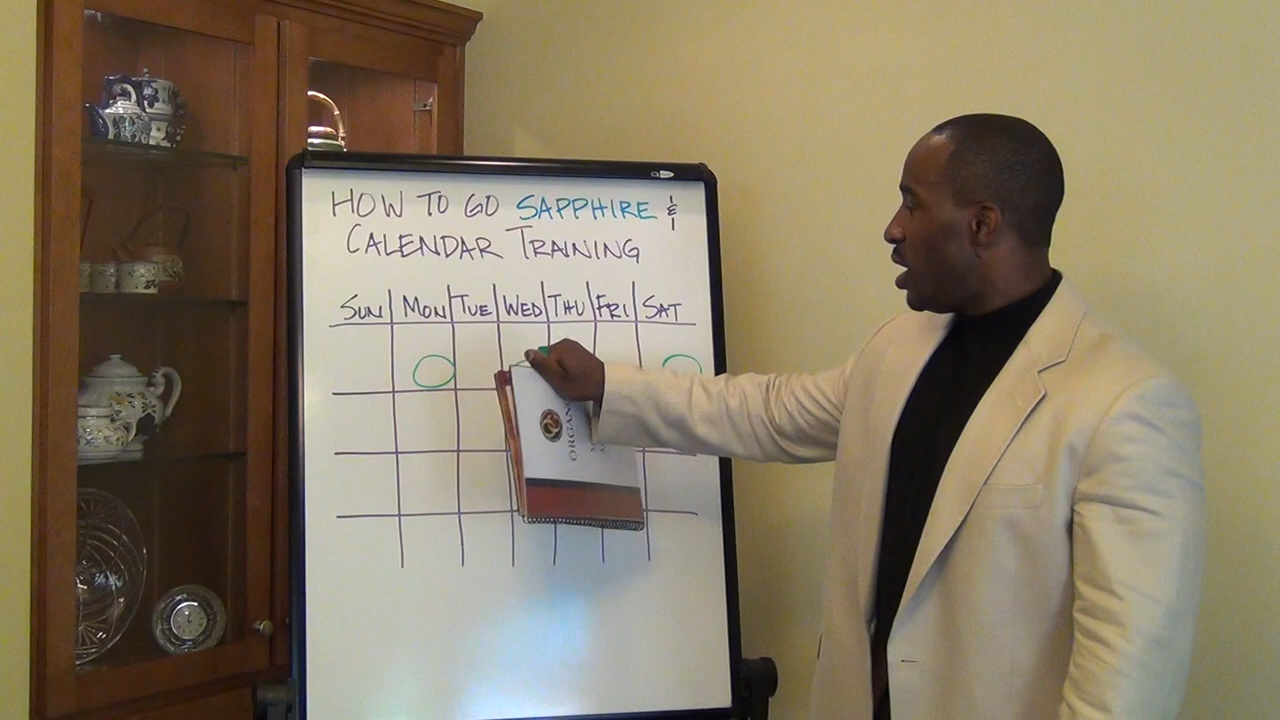 HOW TO GO SAPPHIRE &
CALENDAR TRAINING
SUN MON TUE WED THU FRI SAT